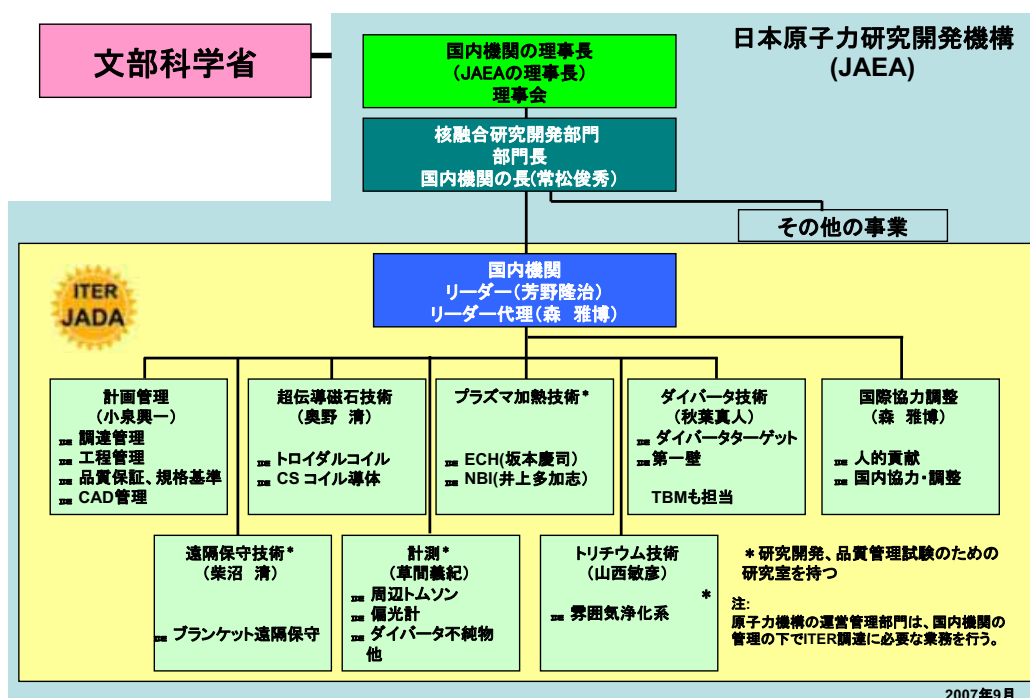 文部科学省
日本原子力研究開発機構
(JAEA)
国内機関の理事長
(JAEAの理事長)
理事会
核融合研究開発部門
部門長
国内機関の長(常松俊秀)
その他の事業
ITER
JADA
国内機関
リーダー(芳野隆治)
リーダー代理(森 雅博)
計画管理
(小泉興一)
調達管理
工程管理
品質保証、規格基準
CAD管理
超伝導磁石技術
(奥野 清)
トロイダルコイル
CS コイル導体
プラズマ加熱技術*
ECH(坂本慶司)
NBI(井上多加志)
ダイバータ技術
(秋葉真人)
ダイバータターゲット
第一壁
TBMも担当
国際協力調整
(森 雅博)
人的貢献
国内協力・調整
遠隔保守技術*
(柴沼 清)
ブランケット遠隔保守
計測*
(草間義紀)
周辺トムソン
偏光計
ダイバータ不純物
他
トリチウム技術
(山西敏彦)
*
雰囲気浄化系
*研究開発、品質管理試験のための
研究室を持つ
注:
原子力機構の運営管理部門は、国内機関の
管理の下でITER調達に必要な業務を行う。
2007年9月